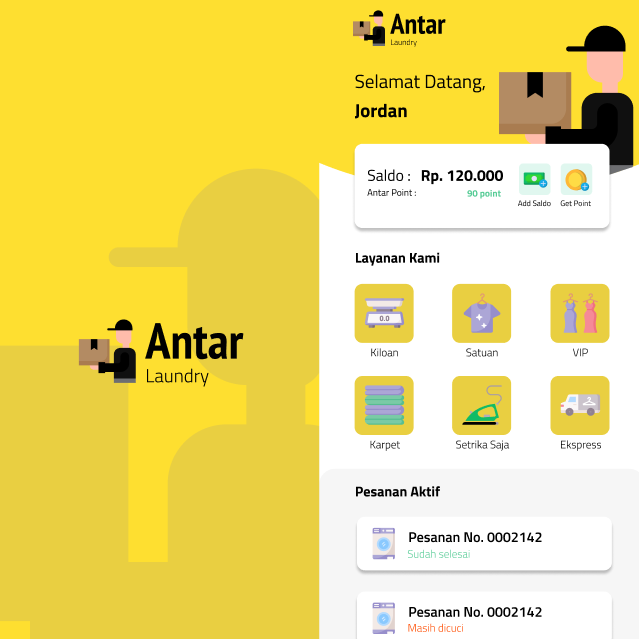 Antar
Laundry
Antar
Laundry
Selamat Datang,
Jordan
Saldo : Rp. 120.000
Antar Point : 90 point
Add Saldo Get Point
Layanan Kami
0.0
Kiloan Satuan VIP
Karpet Setrika Saja Ekspress
Pesanan Aktif
Pesanan No. 0002142
Sudah selesai
Pesanan No. 0002142
Masih dicuci